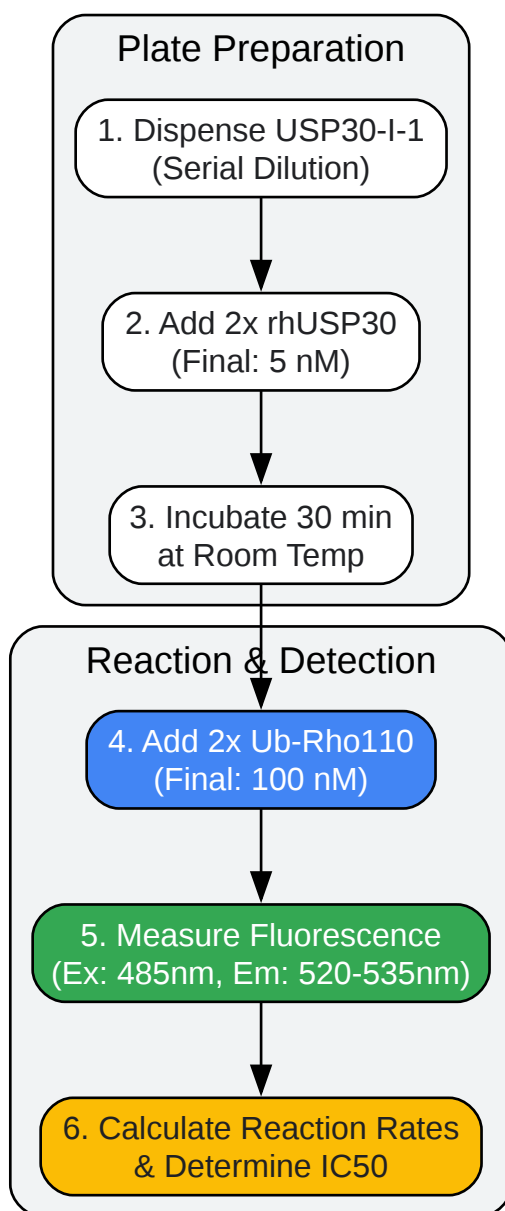 Plate Preparation
1. Dispense USP30-I-1
(Serial Dilution)
2. Add 2x rhUSP30
(Final: 5 nM)
3. Incubate 30 min
at Room Temp
Reaction & Detection
4. Add 2x Ub-Rho110
(Final: 100 nM)
5. Measure Fluorescence
(Ex: 485nm, Em: 520-535nm)
6. Calculate Reaction Rates
& Determine IC50